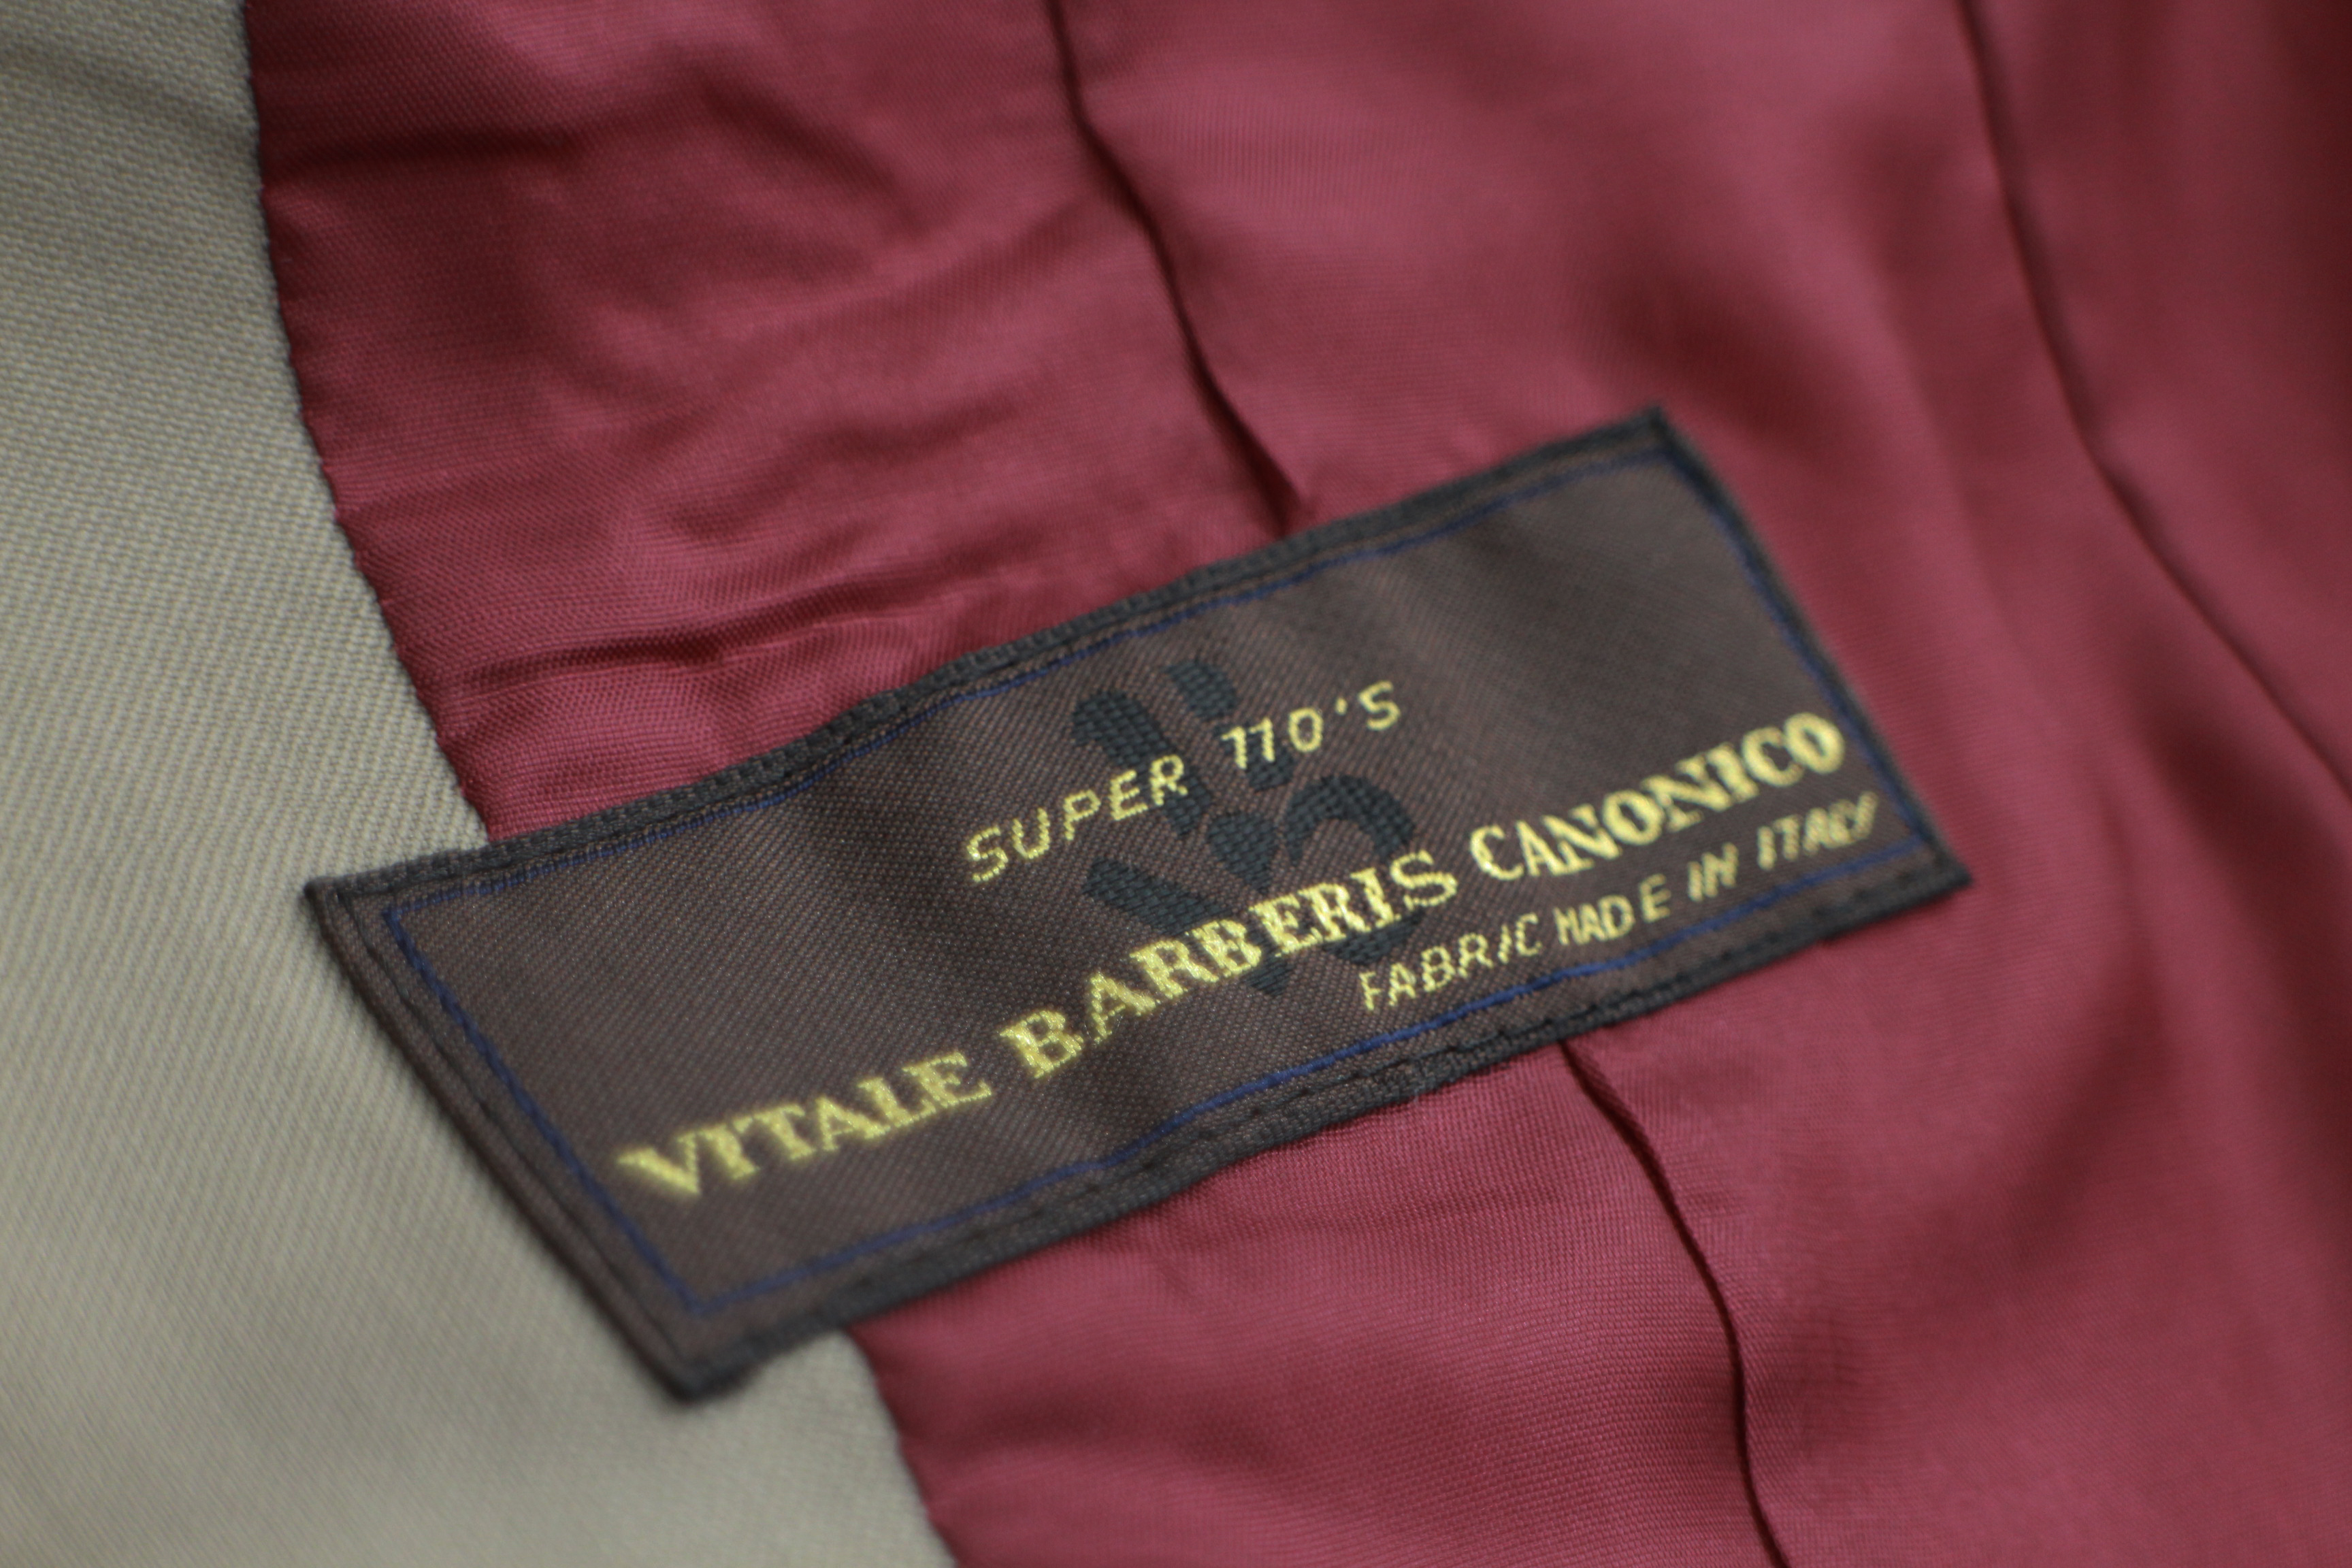 SUPER 110'S
VITALE BARBERIS CANONICO
FABRIC MADE IN ITALY